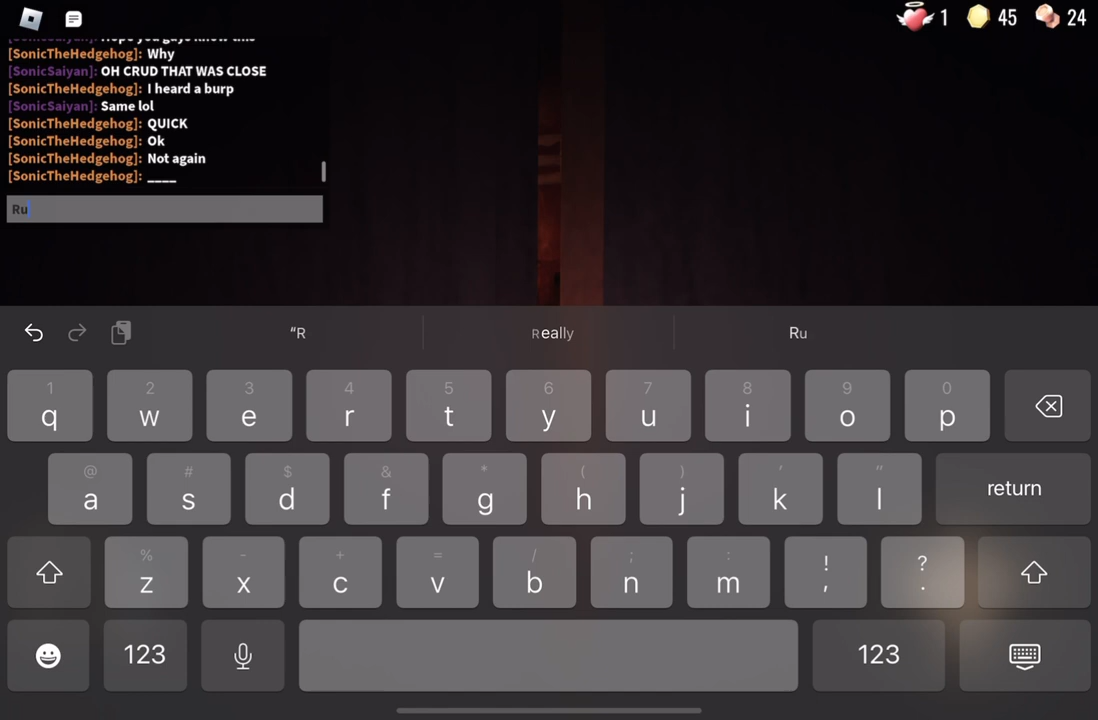 1 45 24
[SonicTheHedgehog]: Why
[SonicSaiyan]: OH CRUD THAT WAS CLOSE
[SonicTheHedgehog]: I heard a burp
[SonicSaiyan]: Same lol
[SonicTheHedgehog]: QUICK
[SonicTheHedgehog]: Ok
[SonicTheHedgehog]: Not again
[SonicTheHedgehog]: ____
Ru
“R Really Ru
1 2 3 4 5 6 7 8 9 0
q w e r t y u i o p
@ # $ & * ( ) ' "
a s d f g h j k l return
% - + = / ; : ! ?
z x c v b n m , .
123 123